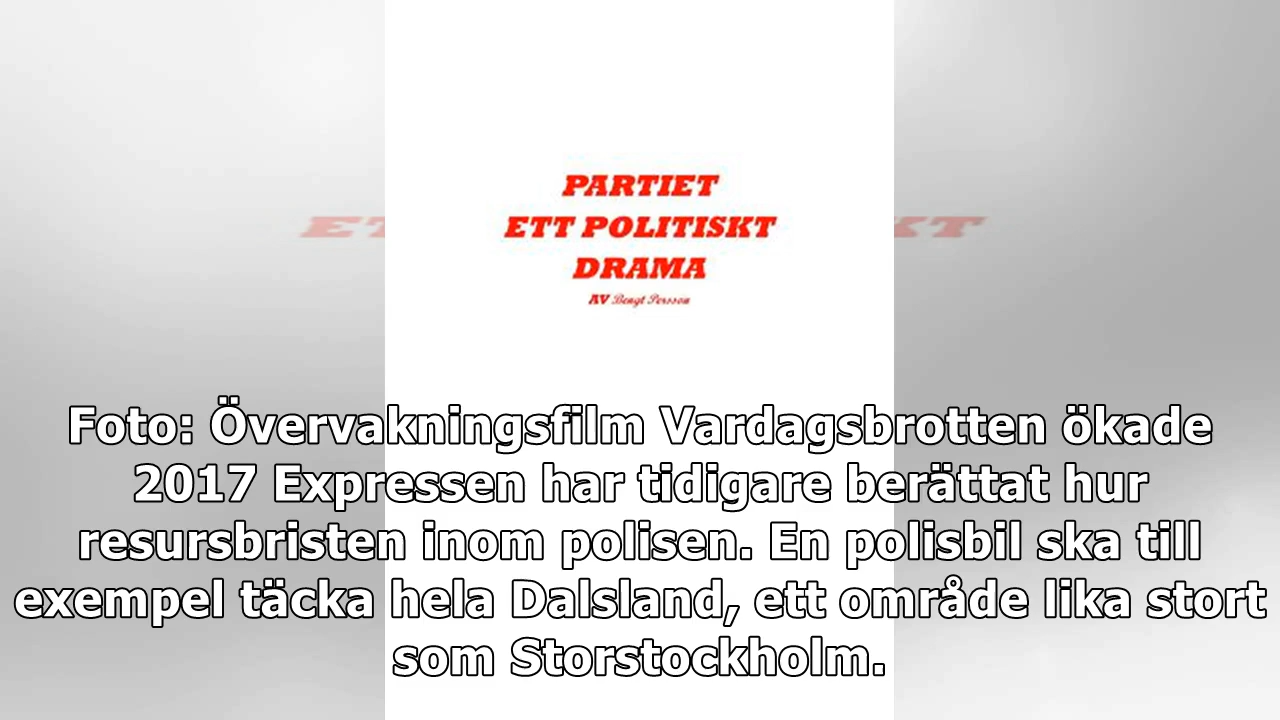 PARTIET
ETT POLITISKT
DRAMA
AV Bengt Persson
Foto: Övervakningsfilm Vardagsbrotten ökade
2017 Expressen har tidigare berättat hur
resursbristen inom polisen. En polisbil ska till
exempel täcka hela Dalsland, ett område lika stort
som Storstockholm.